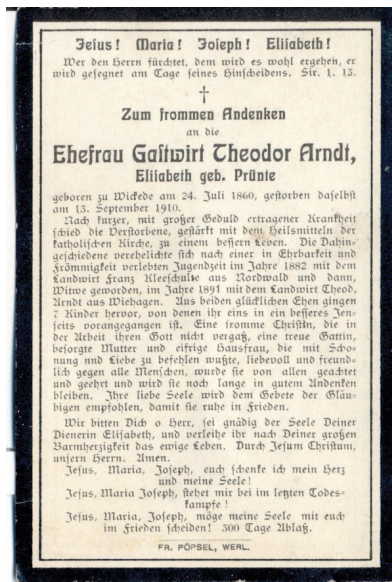 Jesus! Maria! Joseph! Elisabeth!
Wer den Herrn fürchtet, dem wird es wohl ergehen, er
wird gesegnet am Tage seines Hinscheidens. Sir. 1. 13.
†
Zum frommen Andenken
an die
Ehefrau Gastwirt Theodor Arndt,
Elisabeth geb. Prünte
geboren zu Wickede am 24. Juli 1860, gestorben daselbst
am 13. September 1910.
Nach kurzer, mit großer Geduld ertragener Krankheit
schied die Verstorbene, gestärkt mit dem Heilsmitteln der
katholischen Kirche, zu einem bessern Leben. Die Dahin-
geschiedene verehelichte sich nach einer in Ehrbarkeit und
Frömmigkeit verlebten Jugendzeit im Jahre 1882 mit dem
Landwirt Franz Kleeschulte aus Nordwald und dann,
Witwe geworden, im Jahre 1891 mit dem Landwirt Theod.
Arndt aus Wiehagen. Aus beiden glücklichen Ehen gingen
7 Kinder hervor, von denen ihr eins in ein besseres Jen-
seits vorangegangen ist. Eine fromme Christin, die in
der Arbeit ihren Gott nicht vergaß, eine treue Gattin,
besorgte Mutter und eifrige Hausfrau, die mit Scho-
nung und Liebe zu befehlen wußte, liebevoll und freund-
lich gegen alle Menschen, wurde sie von allen geachtet
und geehrt und wird sie noch lange in gutem Andenken
bleiben. Ihre liebe Seele wird dem Gebete der Gläu-
bigen empfohlen, damit sie ruhe in Frieden.
Wir bitten Dich o Herr, sei gnädig der Seele Deiner
Dienerin Elisabeth, und verleihe ihr nach Deiner großen
Barmherzigkeit das ewige Leben. Durch Jesum Christum,
unsern Herrn. Amen.
Jesus, Maria, Joseph, euch schenke ich mein Herz
und meine Seele!
Jesus, Maria Joseph, stehet mir bei im letzten Todes-
kampfe!
Jesus, Maria, Joseph, möge meine Seele mit euch
im Frieden scheiden! 300 Tage Ablaß.
FR. PÖPSEL, WERL.